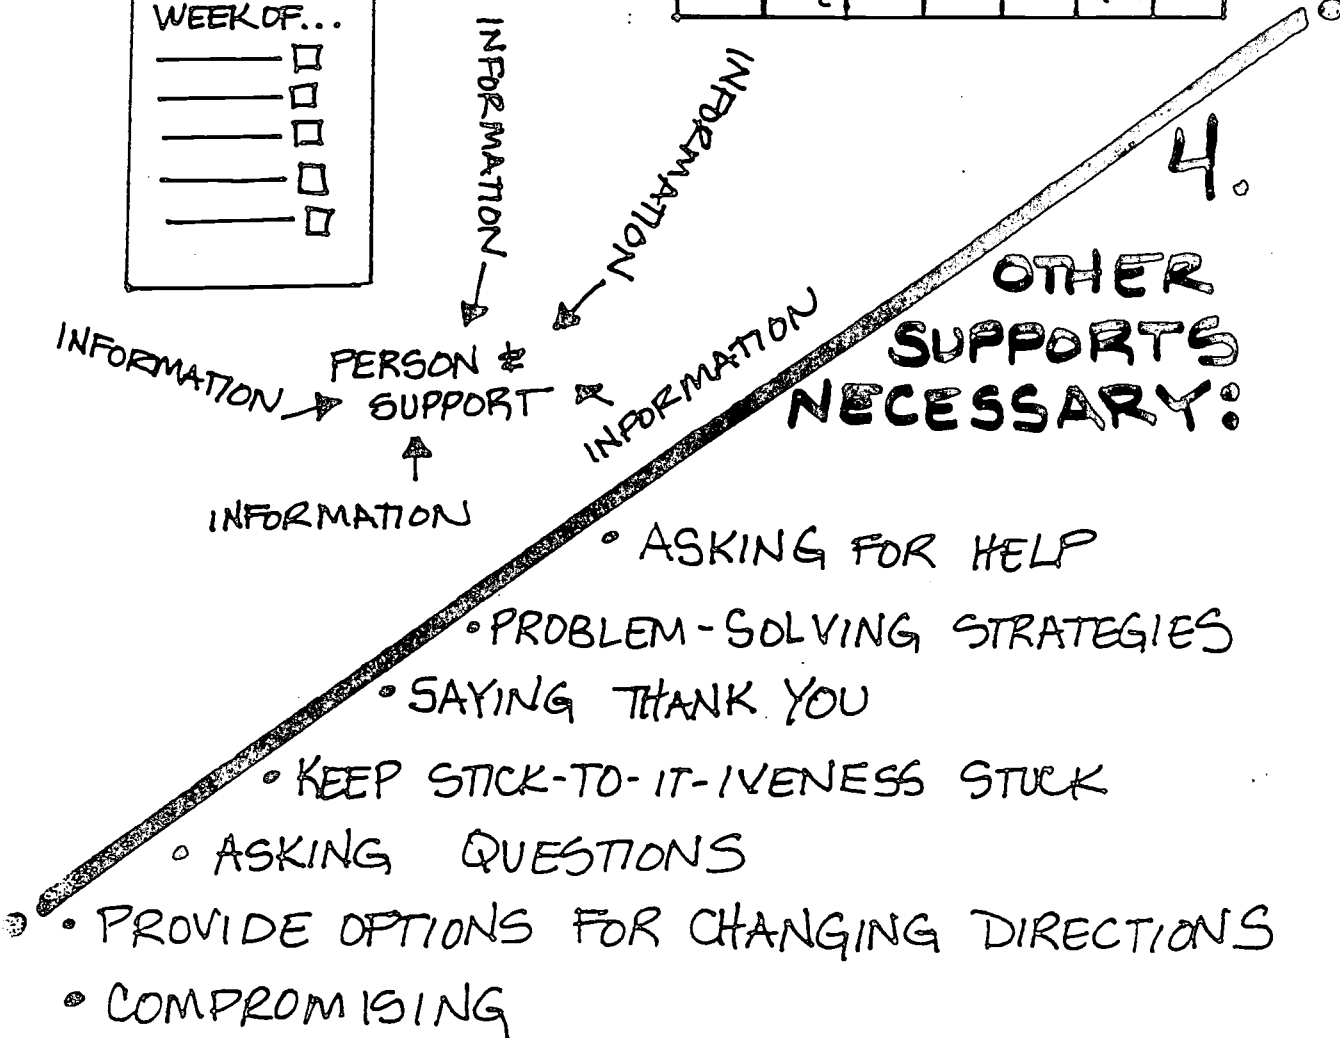 WEEK OF...
INFORMATION
INFORMATION
INFORMATION
PERSON &
SUPPORT
INFORMATION
INFORMATION
4.
OTHER
SUPPORTS
NECESSARY:
• ASKING FOR HELP
• PROBLEM-SOLVING STRATEGIES
• SAYING THANK YOU
• KEEP STICK-TO-IT-IVENESS STUCK
• ASKING QUESTIONS
• PROVIDE OPTIONS FOR CHANGING DIRECTIONS
• COMPROMISING